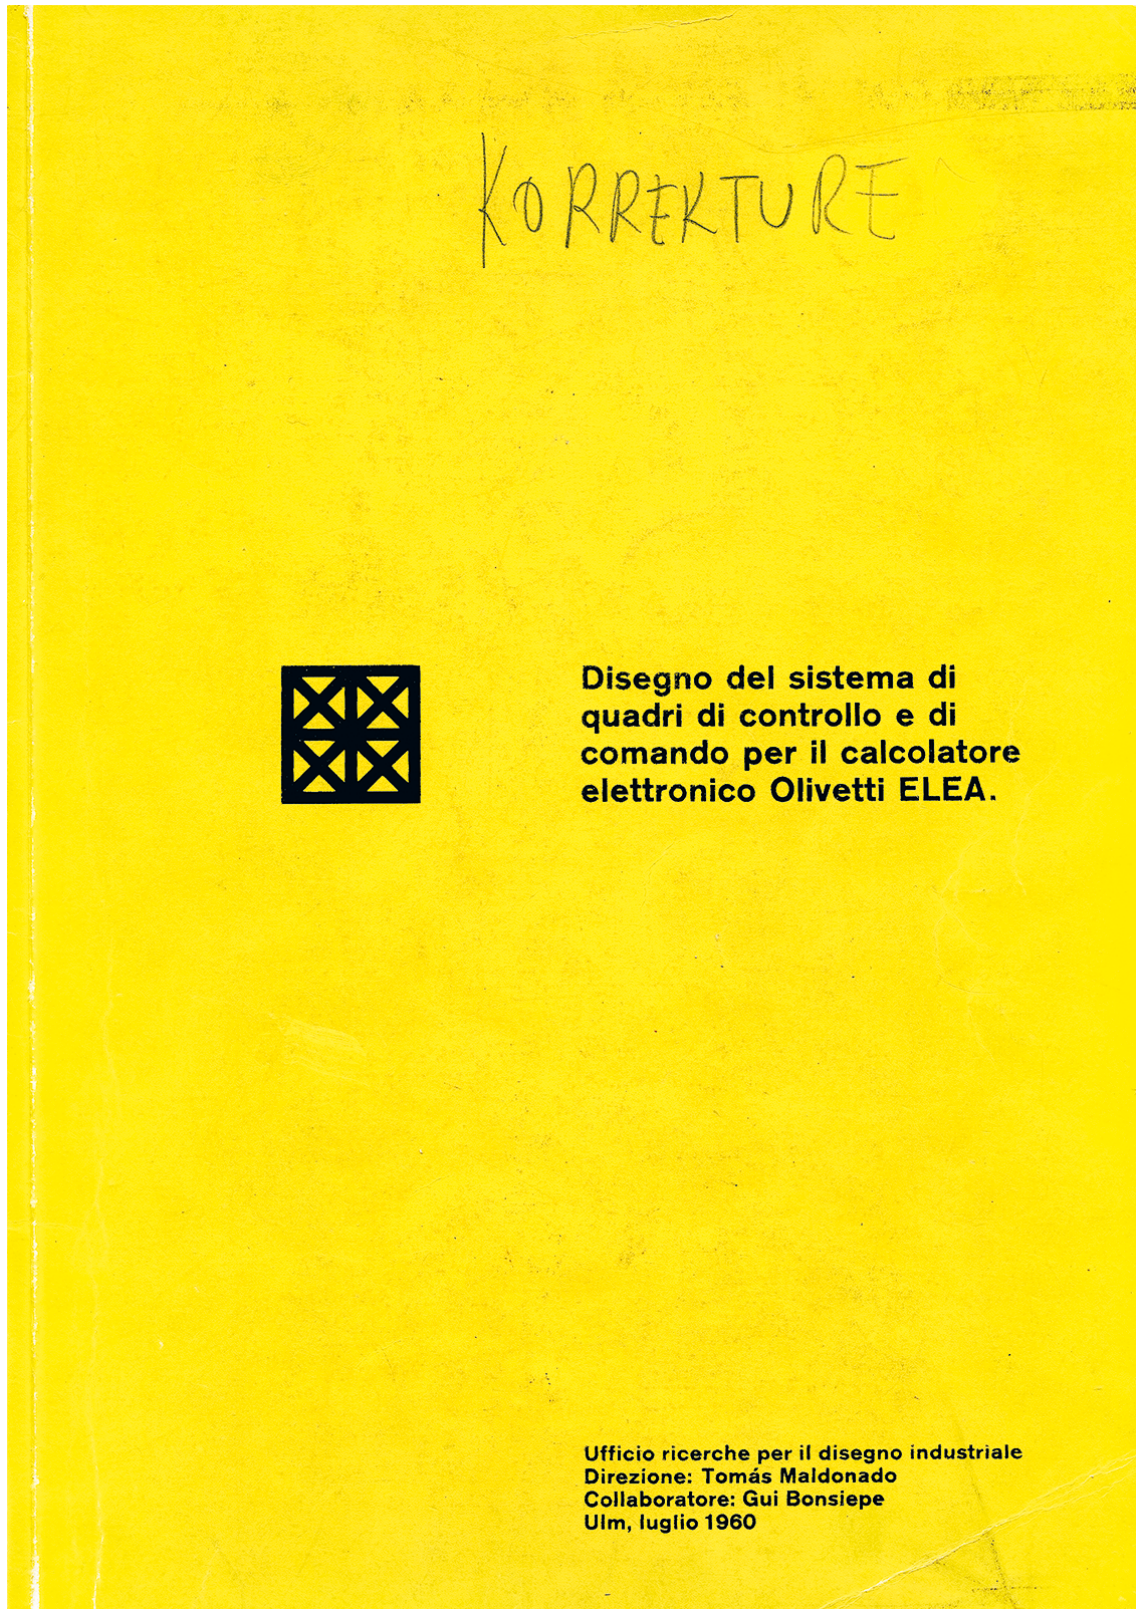 KORREKTURE
Disegno del sistema di
quadri di controllo e di
comando per il calcolatore
elettronico Olivetti ELEA.
Ufficio ricerche per il disegno industriale
Direzione: Tomás Maldonado
Collaboratore: Gui Bonsiepe
Ulm, luglio 1960